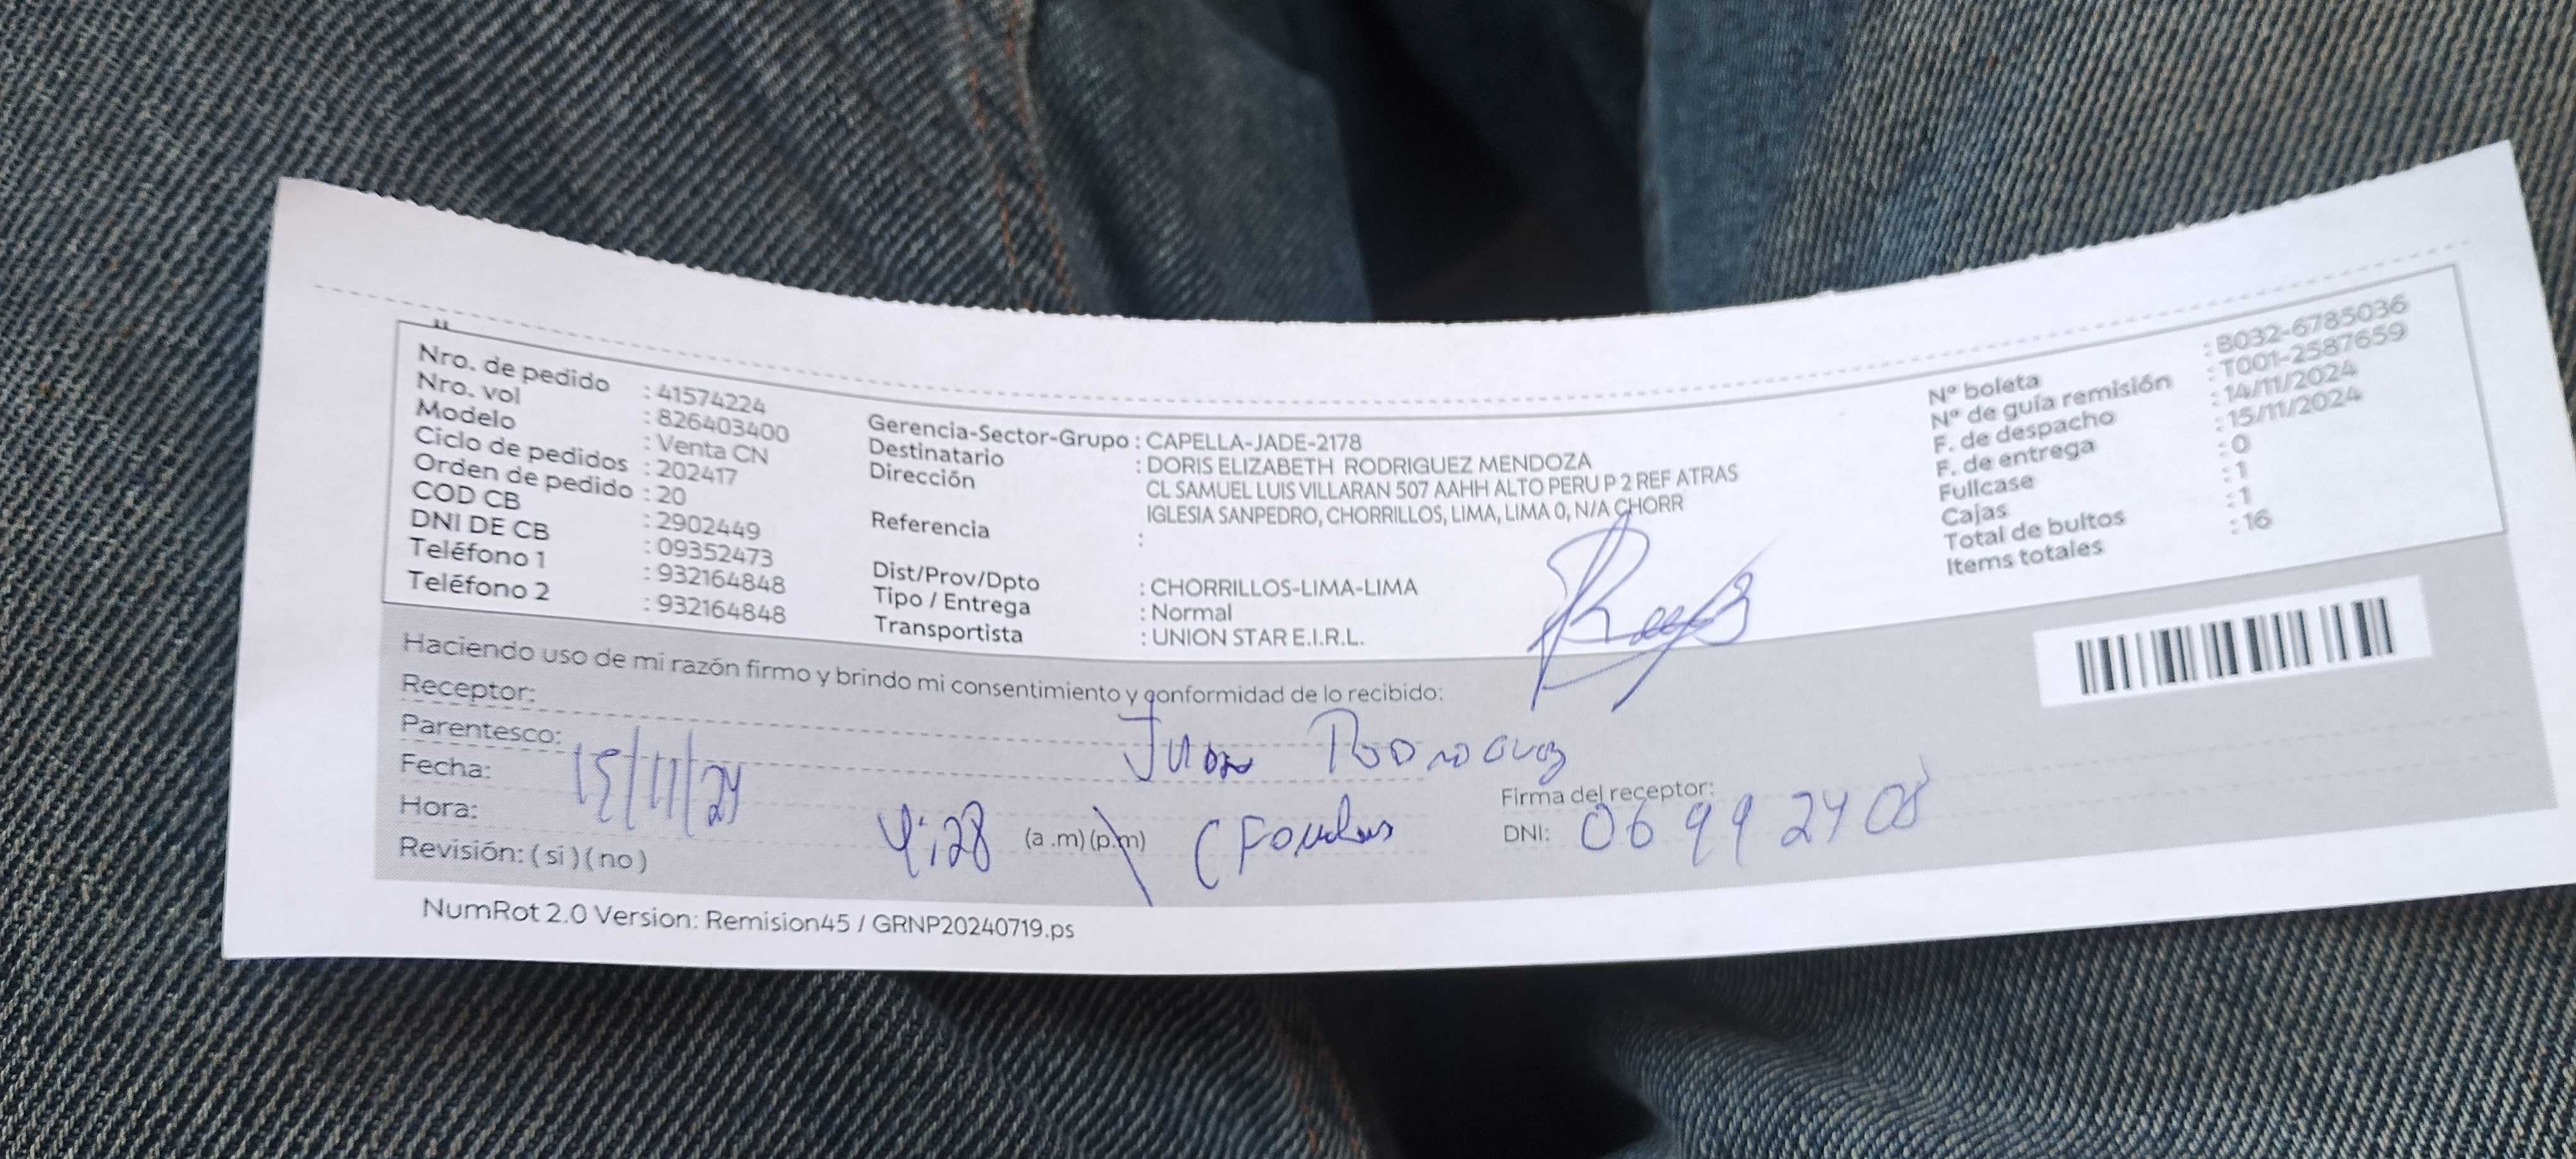 Nro. de pedido : 41574224
Nro. vol : 826403400
Modelo : Venta CN
Ciclo de pedidos : 202417
Orden de pedido : 20
COD CB : 2902449
DNI DE CB : 09352473
Teléfono 1 : 932164848
Teléfono 2 : 932164848
Gerencia-Sector-Grupo : CAPELLA-JADE-2178
Destinatario : DORIS ELIZABETH RODRIGUEZ MENDOZA
Dirección CL SAMUEL LUIS VILLARAN 507 AAHH ALTO PERU P 2 REF ATRAS
IGLESIA SANPEDRO, CHORRILLOS, LIMA, LIMA 0, N/A CHORR
Referencia :
Dist/Prov/Dpto : CHORRILLOS-LIMA-LIMA
Tipo / Entrega : Normal
Transportista : UNION STAR E.I.R.L.
N° boleta : B032-6785036
N° de guía remisión : T001-2587659
F. de despacho : 14/11/2024
F. de entrega : 15/11/2024
Fullcase : 0
Cajas : 1
Total de bultos : 1
Items totales : 16
Haciendo uso de mi razón firmo y brindo mi consentimiento y conformidad de lo recibido:
Receptor: Juan
Parentesco:
Fecha: 15/11/24
Hora: 4:28 (a .m) (p.m)
Firma del receptor:
DNI: 06992408
Revisión: ( si ) ( no )
NumRot 2.0 Version: Remision45 / GRNP20240719.ps